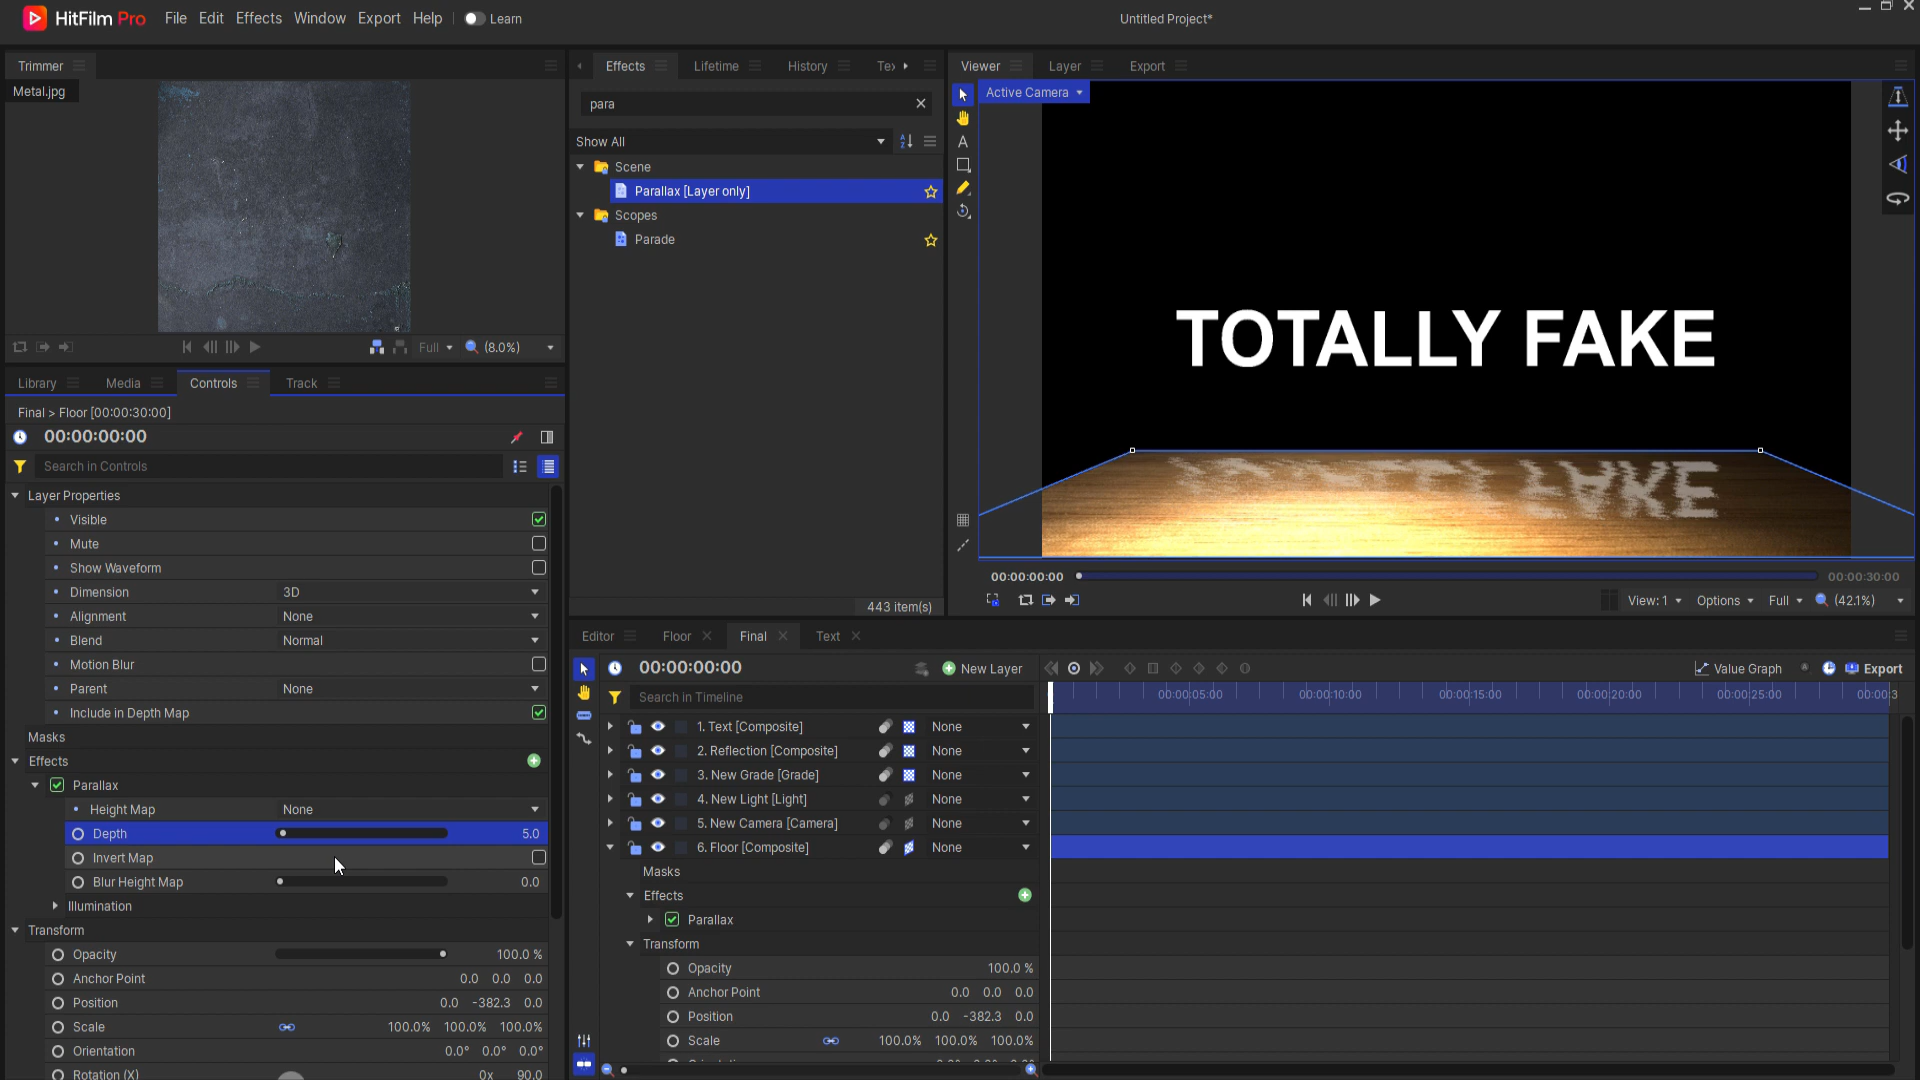 HitFilm Pro File Edit Effects Window Export Help Learn Untitled Project*
Trimmer
Metal.jpg
Full (8.0%)
Library Media Controls Track
Final > Floor [00:00:30:00]
00:00:00:00
Search in Controls
Layer Properties
Visible
Mute
Show Waveform
Dimension 3D
Alignment None
Blend Normal
Motion Blur
Parent None
Include in Depth Map
Masks
Effects
Parallax
Height Map None
Depth 5.0
Invert Map
Blur Height Map 0.0
Illumination
Transform
Opacity 100.0 %
Anchor Point 0.0 0.0 0.0
Position 0.0 -382.3 0.0
Scale 100.0% 100.0% 100.0%
Orientation 0.0° 0.0° 0.0°
Rotation (X) 0x 90.0
Effects Lifetime History Tex
para
Show All
Scene
Parallax [Layer only]
Scopes
Parade
443 item(s)
Viewer Layer Export
Active Camera
A
TOTALLY FAKE
00:00:00:00 00:00:30:00
View: 1 Options Full (42.1%)
Editor Floor Final Text
00:00:00:00 New Layer Value Graph Export
Search in Timeline
00:00:05:00 00:00:10:00 00:00:15:00 00:00:20:00 00:00:25:00 00:00:3
1. Text [Composite] None
2. Reflection [Composite] None
3. New Grade [Grade] None
4. New Light [Light] None
5. New Camera [Camera] None
6. Floor [Composite] None
Masks
Effects
Parallax
Transform
Opacity 100.0 %
Anchor Point 0.0 0.0 0.0
Position 0.0 -382.3 0.0
Scale 100.0% 100.0% 100.0%